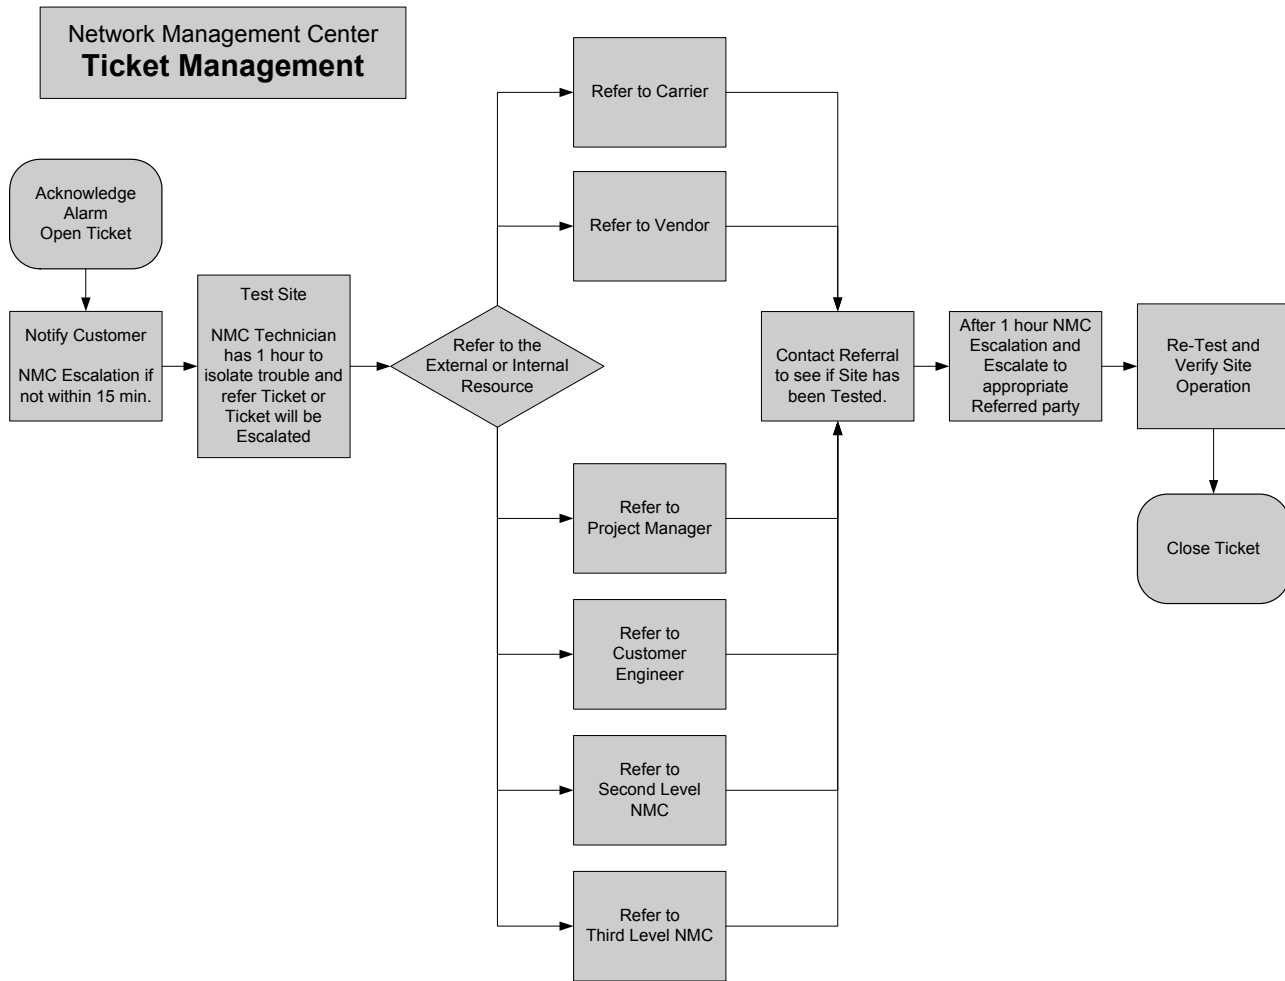 Network Management Center
Ticket Management
Acknowledge
Alarm
Open Ticket
Notify Customer
NMC Escalation if
not within 15 min.
Test Site
NMC Technician
has 1 hour to
isolate trouble and
refer Ticket or
Ticket will be
Escalated
Refer to the
External or Internal
Resource
Refer to Carrier
Refer to Vendor
Refer to
Project Manager
Refer to
Customer
Engineer
Refer to
Second Level
NMC
Refer to
Third Level NMC
Contact Referral
to see if Site has
been Tested.
After 1 hour NMC
Escalation and
Escalate to
appropriate
Referred party
Re-Test and
Verify Site
Operation
Close Ticket